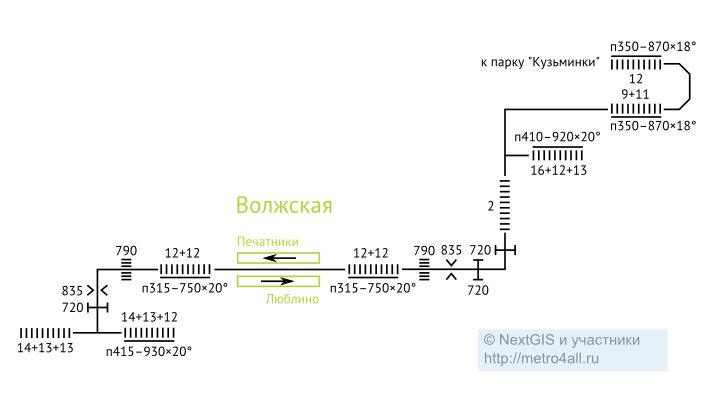 п350–870×18°
к парку "Кузьминки"
12
9+11
п350–870×18°
п410–920×20°
16+12+13
2
Волжская
Печатники
790
12+12
12+12
790
835
720
835
п315–750×20°
п315–750×20°
720
Люблино
720
14+13+12
14+13+13
п415–930×20°
© NextGIS и участники
http://metro4all.ru